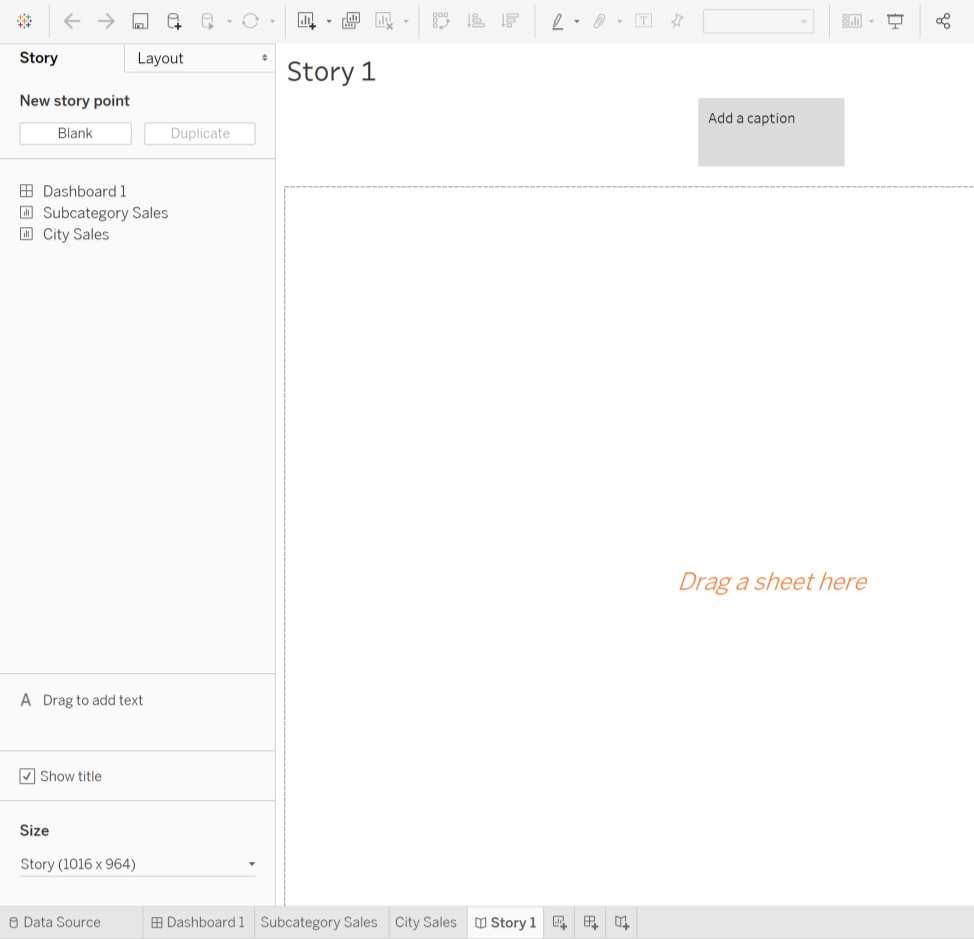 Story
Layout
Story 1
New story point
Blank
Duplicate
Add a caption
Dashboard 1
Subcategory Sales
City Sales
Drag a sheet here
A Drag to add text
Show title
Size
Story (1016 x 964)
Data Source
Dashboard 1
Subcategory Sales
City Sales
Story 1